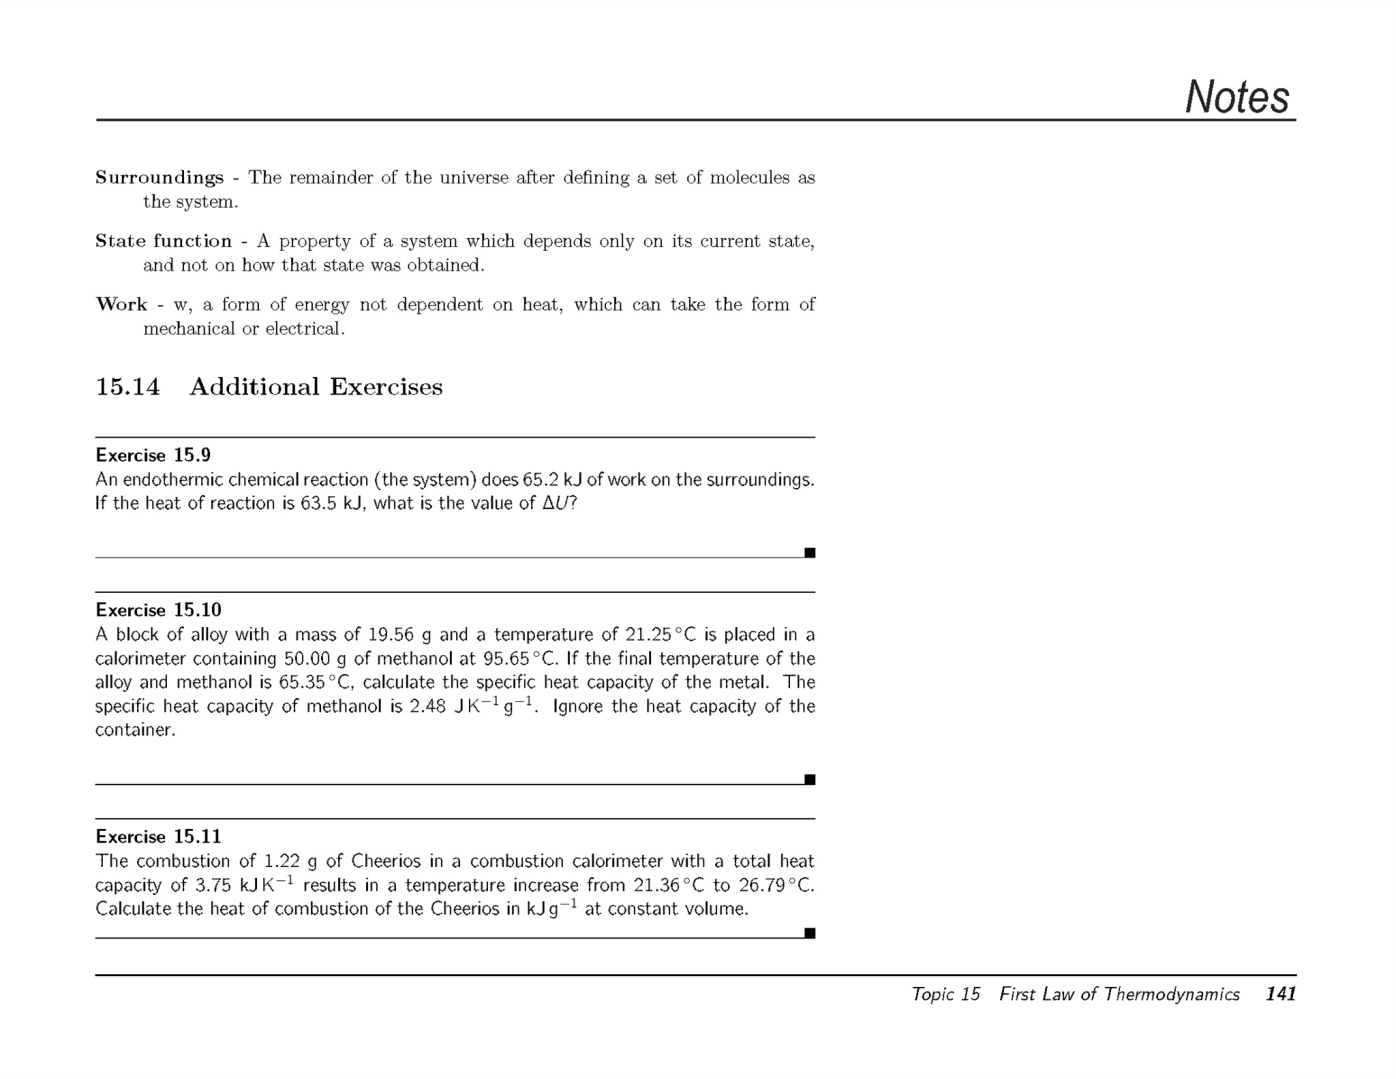 Notes
Surroundings - The remainder of the universe after defining a set of molecules as
the system.
State function - A property of a system which depends only on its current state,
and not on how that state was obtained.
Work - w, a form of energy not dependent on heat, which can take the form of
mechanical or electrical.
15.14 Additional Exercises
Exercise 15.9
An endothermic chemical reaction (the system) does 65.2 kJ of work on the surroundings.
If the heat of reaction is 63.5 kJ, what is the value of ΔU?
Exercise 15.10
A block of alloy with a mass of 19.56 g and a temperature of 21.25 °C is placed in a
calorimeter containing 50.00 g of methanol at 95.65 °C. If the final temperature of the
alloy and methanol is 65.35 °C, calculate the specific heat capacity of the metal. The
specific heat capacity of methanol is 2.48 J K⁻¹ g⁻¹. Ignore the heat capacity of the
container.
Exercise 15.11
The combustion of 1.22 g of Cheerios in a combustion calorimeter with a total heat
capacity of 3.75 kJ K⁻¹ results in a temperature increase from 21.36 °C to 26.79 °C.
Calculate the heat of combustion of the Cheerios in kJ g⁻¹ at constant volume.
Topic 15 First Law of Thermodynamics 141